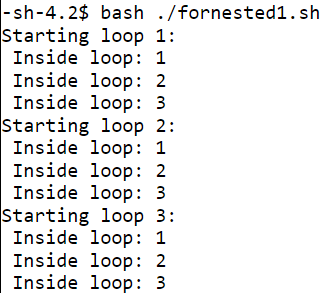 -sh-4.2$ bash ./fornested1.sh
Starting loop 1:
 Inside loop: 1
 Inside loop: 2
 Inside loop: 3
Starting loop 2:
 Inside loop: 1
 Inside loop: 2
 Inside loop: 3
Starting loop 3:
 Inside loop: 1
 Inside loop: 2
 Inside loop: 3